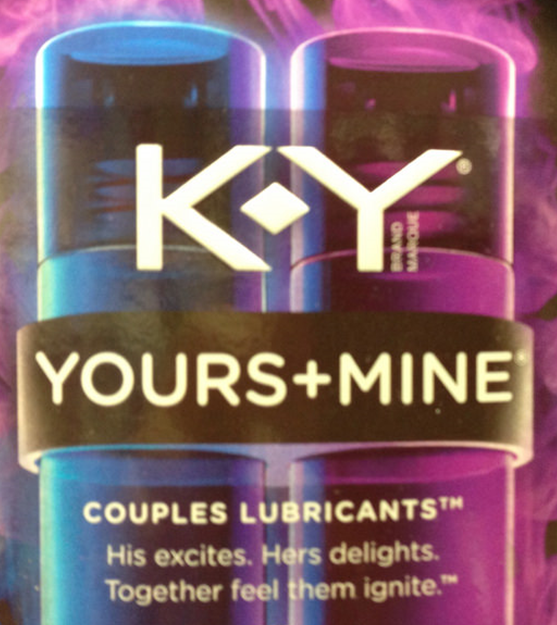 K·Y®
BRAND
MARQUE
YOURS+MINE®
COUPLES LUBRICANTS™
His excites. Hers delights.
Together feel them ignite.™